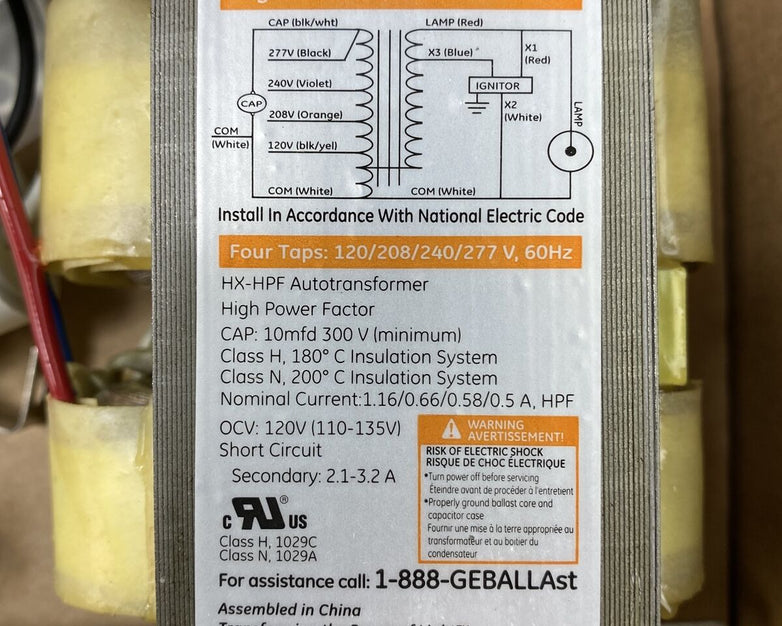 CAP (blk/wht)
LAMP (Red)
277V (Black)
X3 (Blue)
X1
(Red)
240V (Violet)
IGNITOR
CAP
X2
(White)
LAMP
208V (Orange)
COM
(White)
120V (blk/yel)
COM (White)
COM (White)
Install In Accordance With National Electric Code
Four Taps: 120/208/240/277 V, 60Hz
HX-HPF Autotransformer
High Power Factor
CAP: 10mfd 300 V (minimum)
Class H, 180° C Insulation System
Class N, 200° C Insulation System
Nominal Current:1.16/0.66/0.58/0.5 A, HPF
OCV: 120V (110-135V)
Short Circuit
Secondary: 2.1-3.2 A
WARNING
AVERTISSEMENT!
RISK OF ELECTRIC SHOCK
RISQUE DE CHOC ÉLECTRIQUE
•Turn power off before servicing
Éteindre avant de procéder à l'entretient
•Properly ground ballast core and
capacitor case
Fournir une mise à la terre appropriée au
transformateur et au boitier du
condensateur
c RU® US
Class H, 1029C
Class N, 1029A
For assistance call: 1-888-GEBALLAst
Assembled in China